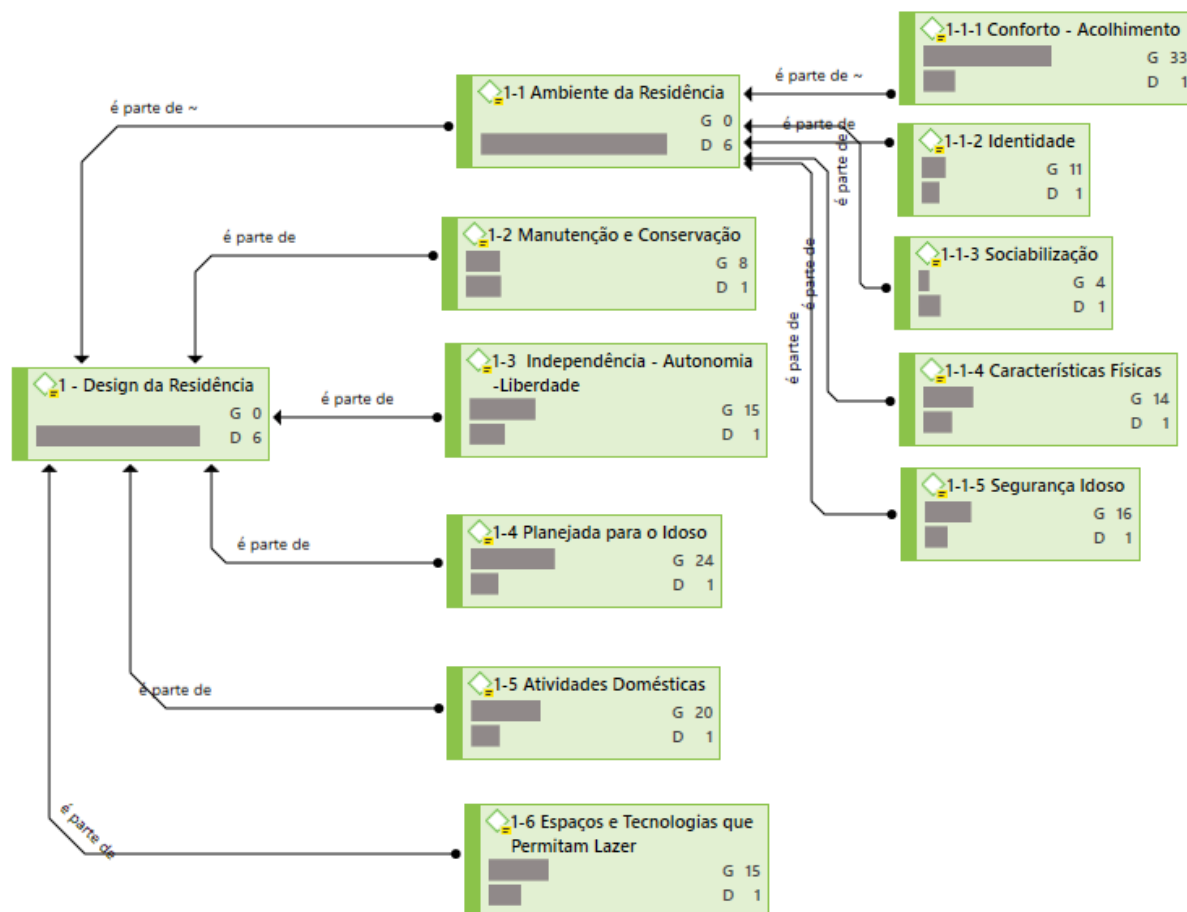 1-1-1 Conforto - Acolhimento
G 33
D 1
é parte de ~
1-1 Ambiente da Residência
G 0
D 6
é parte de ~
é parte de
1-1-2 Identidade
G 11
D 1
é parte de
1-2 Manutenção e Conservação
G 8
D 1
é parte de
1-1-3 Sociabilização
G 4
D 1
é parte de
é parte de
1-3 Independência - Autonomia
-Liberdade
G 15
D 1
1-1-4 Características Físicas
G 14
D 1
1 - Design da Residência
G 0
D 6
é parte de
1-1-5 Segurança Idoso
G 16
D 1
1-4 Planejada para o Idoso
G 24
D 1
é parte de
1-5 Atividades Domésticas
G 20
D 1
é parte de
1-6 Espaços e Tecnologias que
Permitam Lazer
G 15
D 1
é parte de